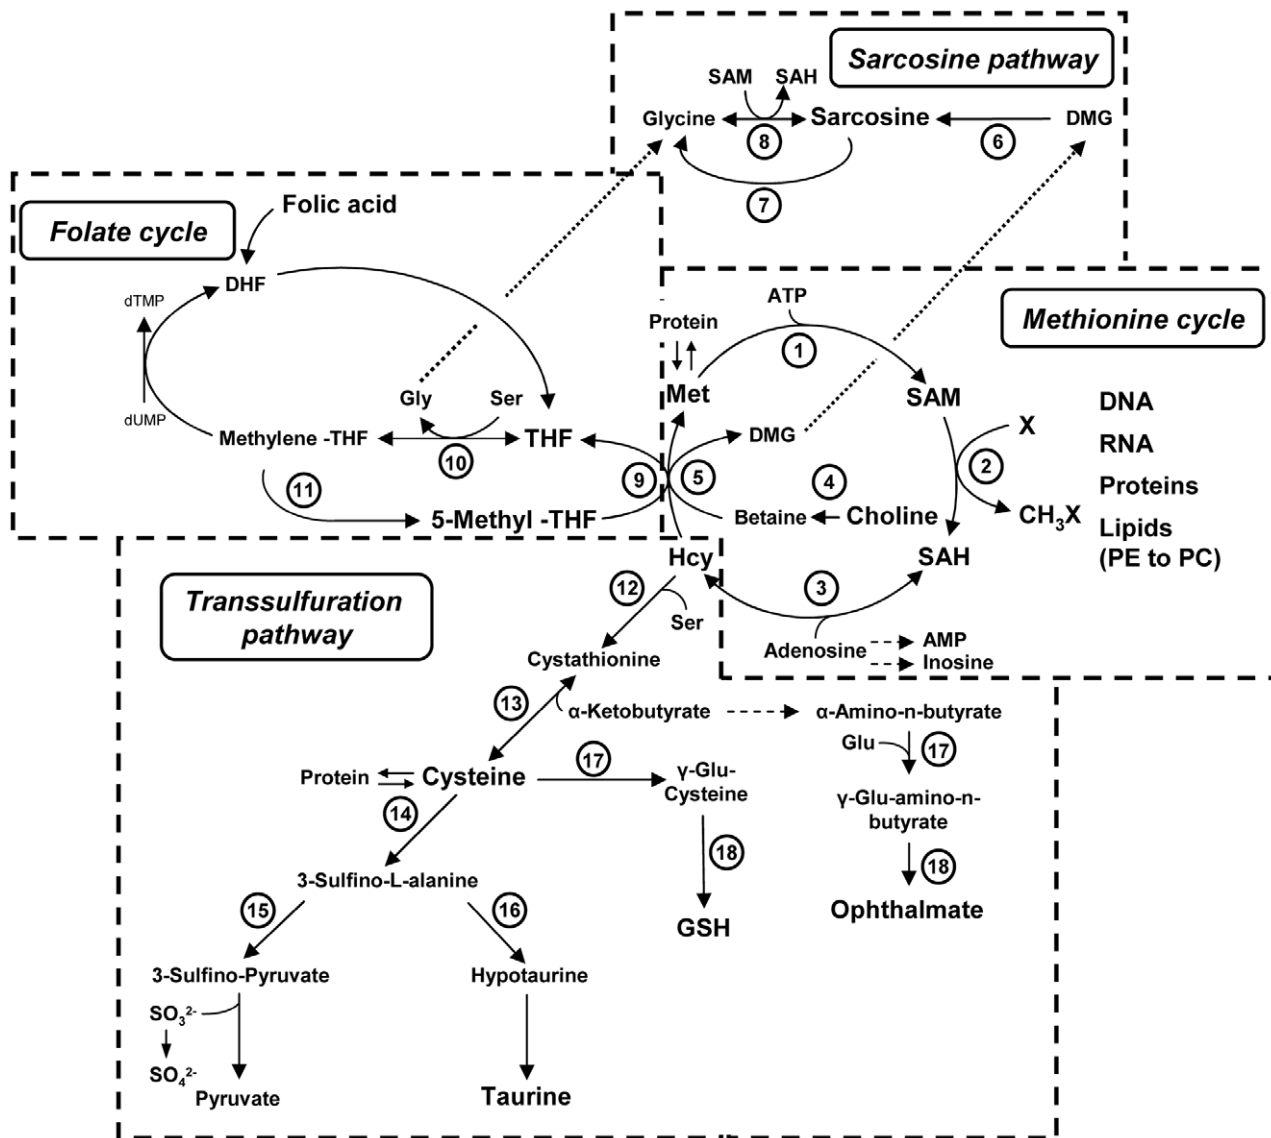 Sarcosine pathway
SAM
SAH
Glycine
Sarcosine
DMG
8
6
7
Folate cycle
Folic acid
DHF
dTMP
dUMP
Gly
Ser
Methylene -THF
THF
10
11
5-Methyl -THF
9
Methionine cycle
ATP
Protein
1
Met
SAM
DMG
5
4
Betaine
Choline
X
2
CH₃X
DNA
RNA
Proteins
Lipids
(PE to PC)
Hcy
SAH
3
Adenosine
AMP
Inosine
Transsulfuration
pathway
12
Ser
Cystathionine
13
α-Ketobutyrate
α-Amino-n-butyrate
Glu
17
Protein
Cysteine
17
γ-Glu-
Cysteine
γ-Glu-amino-n-
butyrate
14
18
18
3-Sulfino-L-alanine
15
16
GSH
Ophthalmate
3-Sulfino-Pyruvate
Hypotaurine
SO₃²⁻
SO₄²⁻
Pyruvate
Taurine